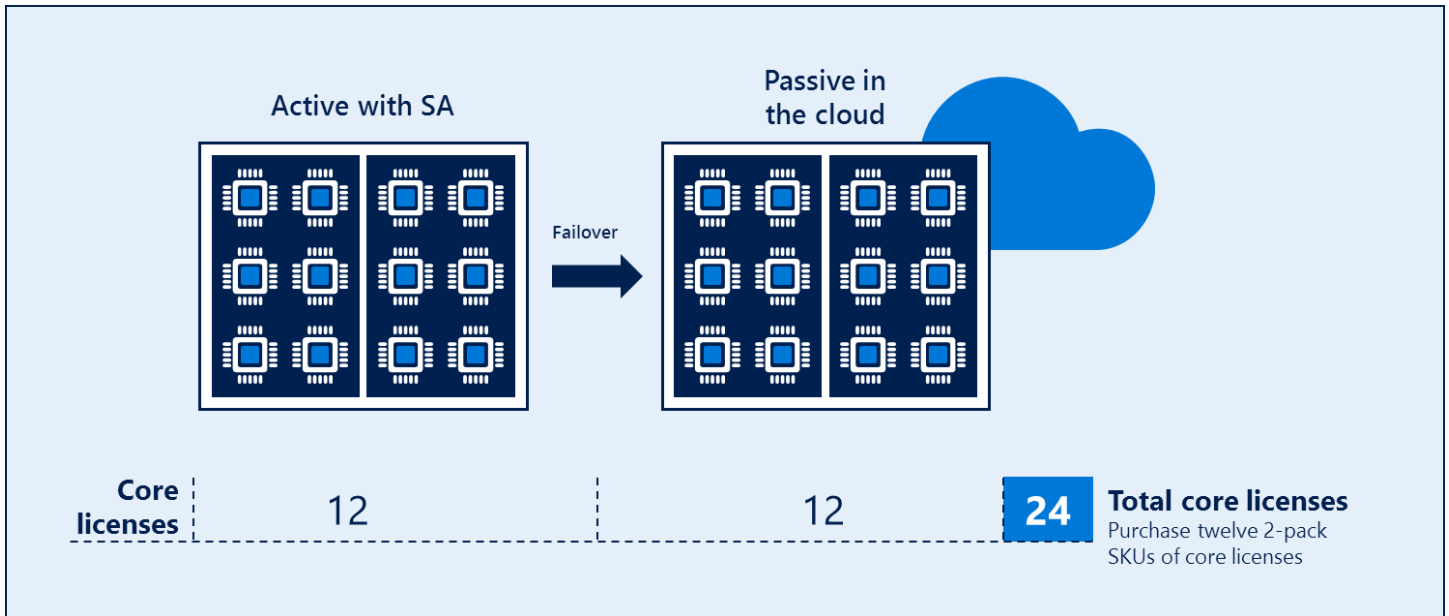 Active with SA
Passive in
the cloud
Failover
Core
licenses
12
12
24
Total core licenses
Purchase twelve 2-pack
SKUs of core licenses